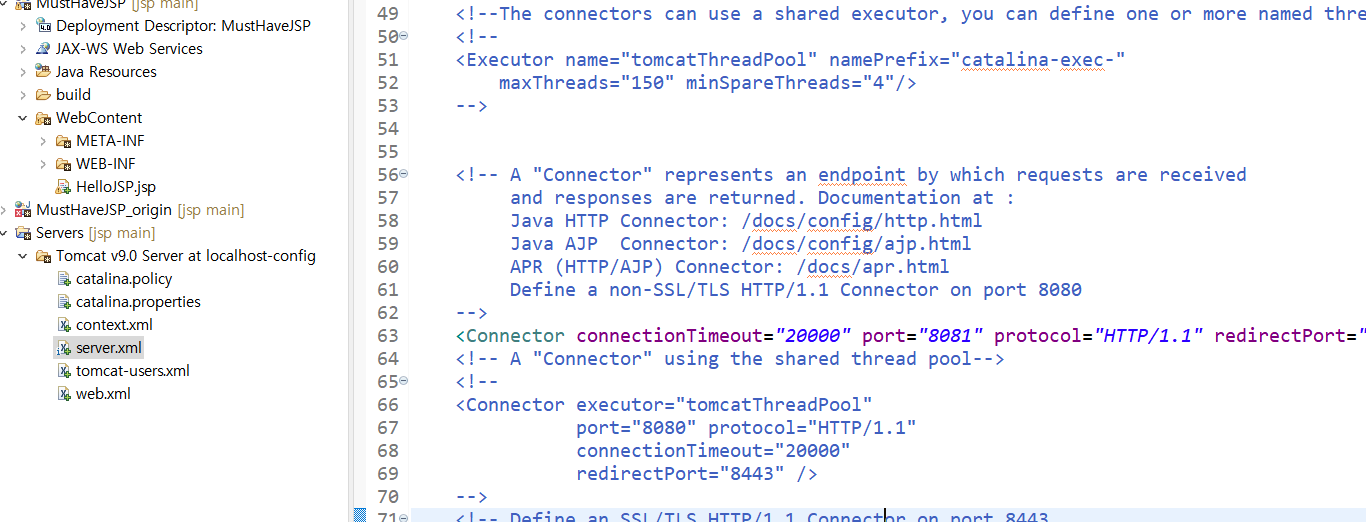 MustHaveJSP [jsp main]
Deployment Descriptor: MustHaveJSP
JAX-WS Web Services
Java Resources
build
WebContent
META-INF
WEB-INF
HelloJSP.jsp
MustHaveJSP_origin [jsp main]
Servers [jsp main]
Tomcat v9.0 Server at localhost-config
catalina.policy
catalina.properties
context.xml
server.xml
tomcat-users.xml
web.xml
49 <!--The connectors can use a shared executor, you can define one or more named thre
50 <!--
51 <Executor name="tomcatThreadPool" namePrefix="catalina-exec-"
52 maxThreads="150" minSpareThreads="4"/>
53 -->
54
55
56 <!-- A "Connector" represents an endpoint by which requests are received
57 and responses are returned. Documentation at :
58 Java HTTP Connector: /docs/config/http.html
59 Java AJP  Connector: /docs/config/ajp.html
60 APR (HTTP/AJP) Connector: /docs/apr.html
61 Define a non-SSL/TLS HTTP/1.1 Connector on port 8080
62 -->
63 <Connector connectionTimeout="20000" port="8081" protocol="HTTP/1.1" redirectPort="
64 <!-- A "Connector" using the shared thread pool-->
65 <!--
66 <Connector executor="tomcatThreadPool"
67 port="8080" protocol="HTTP/1.1"
68 connectionTimeout="20000"
69 redirectPort="8443" />
70 -->
71 <!-- Define an SSL/TLS HTTP/1.1 Connector on port 8443